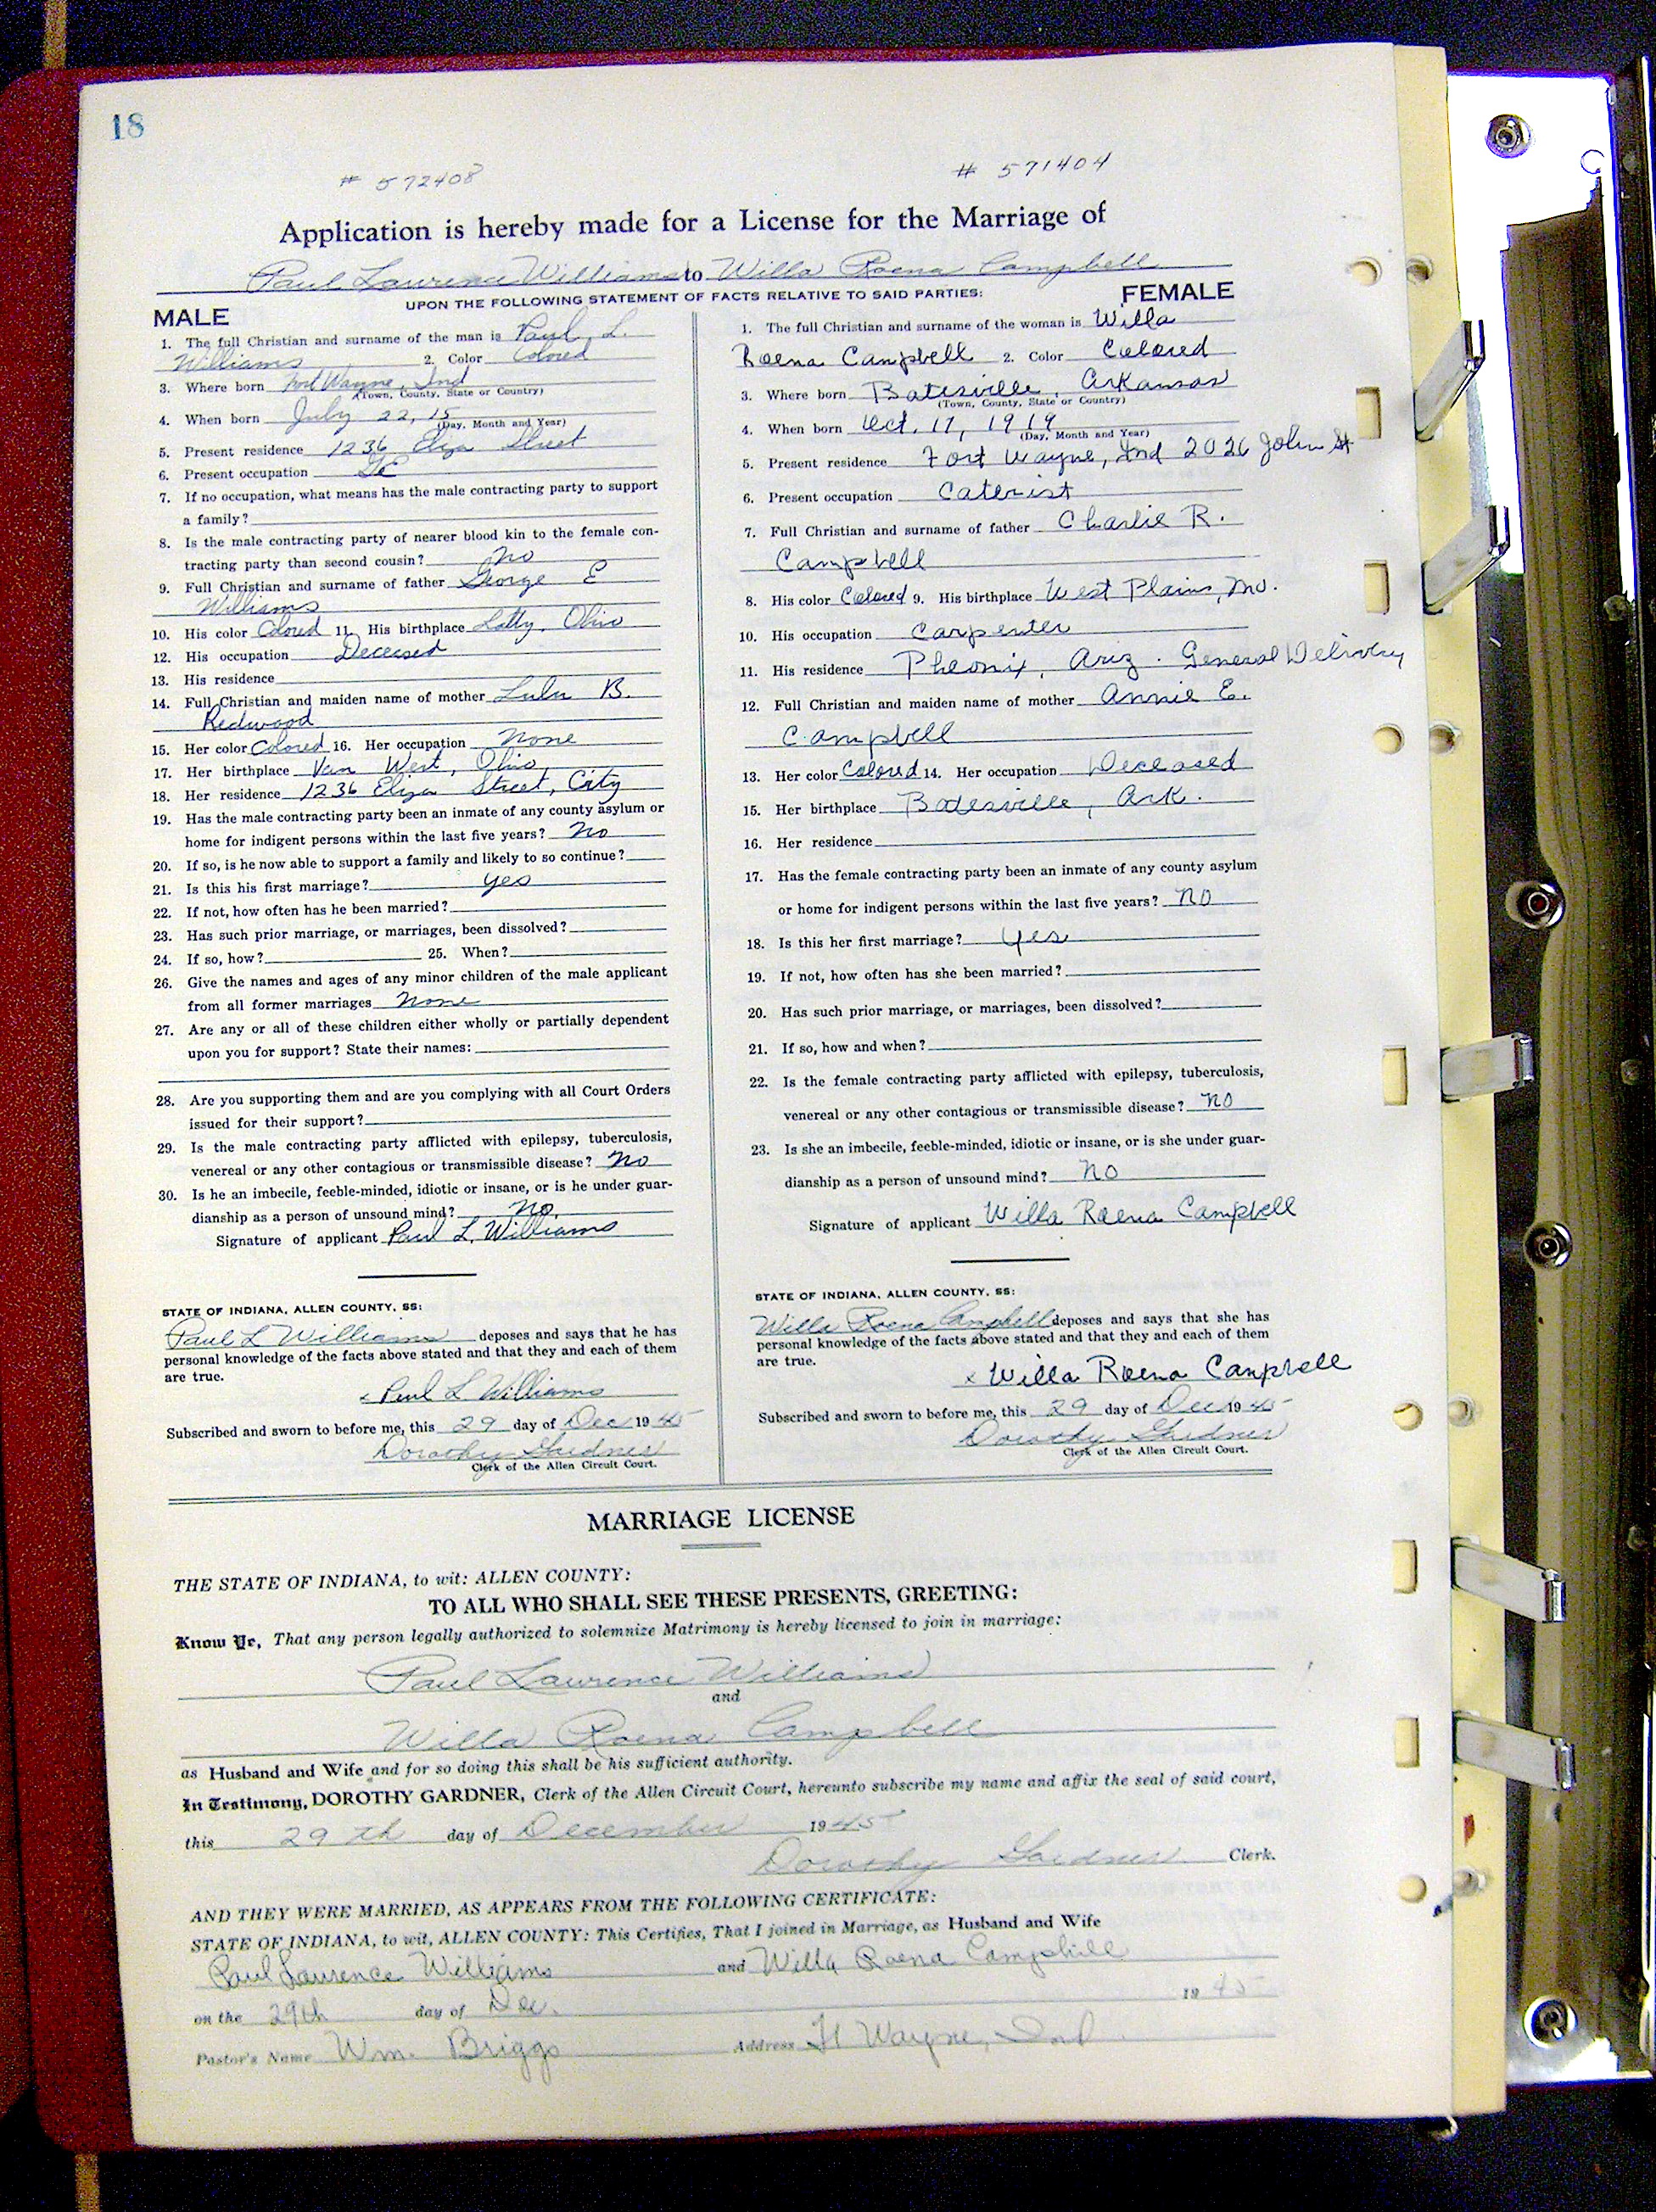 18
# 572408 # 571404
Application is hereby made for a License for the Marriage of
Paul Lawrence Williams to Willa Roena Campbell
UPON THE FOLLOWING STATEMENT OF FACTS RELATIVE TO SAID PARTIES:
MALE
1. The full Christian and surname of the man is Paul L.
Williams 2. Color Colored
3. Where born Fort Wayne, Ind
(Town, County, State or Country)
4. When born July 22, 15
(Day, Month and Year)
5. Present residence 1236 Eliza Street
6. Present occupation GE
7. If no occupation, what means has the male contracting party to support
a family?
8. Is the male contracting party of nearer blood kin to the female con-
tracting party than second cousin? No
9. Full Christian and surname of father George E
Williams
10. His color Colored 11. His birthplace Latty, Ohio
12. His occupation Deceased
13. His residence
14. Full Christian and maiden name of mother Lulu B.
Redwood
15. Her color Colored 16. Her occupation None
17. Her birthplace Van Wert, Ohio
18. Her residence 1236 Eliza Street, City
19. Has the male contracting party been an inmate of any county asylum or
home for indigent persons within the last five years? No
20. If so, is he now able to support a family and likely to so continue?
21. Is this his first marriage? yes
22. If not, how often has he been married?
23. Has such prior marriage, or marriages, been dissolved?
24. If so, how? 25. When?
26. Give the names and ages of any minor children of the male applicant
from all former marriages None
27. Are any or all of these children either wholly or partially dependent
upon you for support? State their names:
28. Are you supporting them and are you complying with all Court Orders
issued for their support?
29. Is the male contracting party afflicted with epilepsy, tuberculosis,
venereal or any other contagious or transmissible disease? No
30. Is he an imbecile, feeble-minded, idiotic or insane, or is he under guar-
dianship as a person of unsound mind? No.
Signature of applicant Paul L. Williams
STATE OF INDIANA, ALLEN COUNTY, SS:
Paul L Williams deposes and says that he has
personal knowledge of the facts above stated and that they and each of them
are true.
x Paul L Williams
Subscribed and sworn to before me, this 29 day of Dec 1945
Dorothy Gardner
Clerk of the Allen Circuit Court.
FEMALE
1. The full Christian and surname of the woman is Willa
Roena Campbell 2. Color Colored
3. Where born Batesville, Arkansas
(Town, County, State or Country)
4. When born Oct. 17, 1919
(Day, Month and Year)
5. Present residence Fort Wayne, Ind 2026 John St
6. Present occupation Caterist
7. Full Christian and surname of father Charlie R.
Campbell
8. His color Colored 9. His birthplace West Plains, Mo.
10. His occupation Carpenter
11. His residence Pheonix, Ariz. General Delivery
12. Full Christian and maiden name of mother Annie E.
Campbell
13. Her color Colored 14. Her occupation Deceased
15. Her birthplace Batesville, Ark.
16. Her residence
17. Has the female contracting party been an inmate of any county asylum
or home for indigent persons within the last five years? No
18. Is this her first marriage? Yes
19. If not, how often has she been married?
20. Has such prior marriage, or marriages, been dissolved?
21. If so, how and when?
22. Is the female contracting party afflicted with epilepsy, tuberculosis,
venereal or any other contagious or transmissible disease? No
23. Is she an imbecile, feeble-minded, idiotic or insane, or is she under guar-
dianship as a person of unsound mind? No
Signature of applicant Willa Roena Campbell
STATE OF INDIANA, ALLEN COUNTY, SS:
Willa Roena Campbell deposes and says that she has
personal knowledge of the facts above stated and that they and each of them
are true.
x Willa Roena Campbell
Subscribed and sworn to before me, this 29 day of Dec 1945
Dorothy Gardner
Clerk of the Allen Circuit Court.
MARRIAGE LICENSE
THE STATE OF INDIANA, to wit: ALLEN COUNTY:
TO ALL WHO SHALL SEE THESE PRESENTS, GREETING:
Know Ye, That any person legally authorized to solemnize Matrimony is hereby licensed to join in marriage:
Paul Lawrence Williams
and
Willa Roena Campbell
as Husband and Wife and for so doing this shall be his sufficient authority.
In Testimony, DOROTHY GARDNER, Clerk of the Allen Circuit Court, hereunto subscribe my name and affix the seal of said court,
this 29th day of December 1945
Dorothy Gardner Clerk.
AND THEY WERE MARRIED, AS APPEARS FROM THE FOLLOWING CERTIFICATE:
STATE OF INDIANA, to wit, ALLEN COUNTY: This Certifies, That I joined in Marriage, as Husband and Wife
Paul Laurence Williams and Willa Roena Campbell
on the 29th day of Dec. 1945
Pastor's Name Wm. Briggs Address Ft Wayne, Ind.